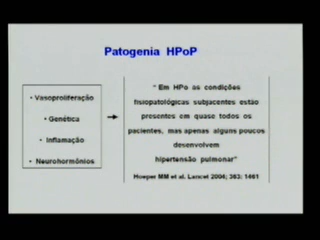 Patogenia HPoP
• Vasoproliferação
• Genética
• Inflamação
• Neurohormônios
" Em HPo as condições
fisiopatológicas subjacentes estão
presentes em quase todos os
pacientes, mas apenas alguns poucos
desenvolvem
hipertensão pulmonar"
Hoeper MM et al. Lancet 2004; 363: 1461